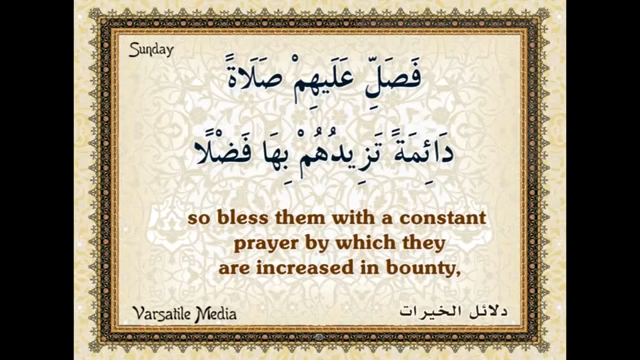 Sunday
فَصَلِّ عَلَيهِمْ صَلَاةً
دَائِمَةً تَزِيدُهُمْ بِهَا فَضْلًا
so bless them with a constant
prayer by which they
are increased in bounty,
Varsatile Media
دلائل الخيرات